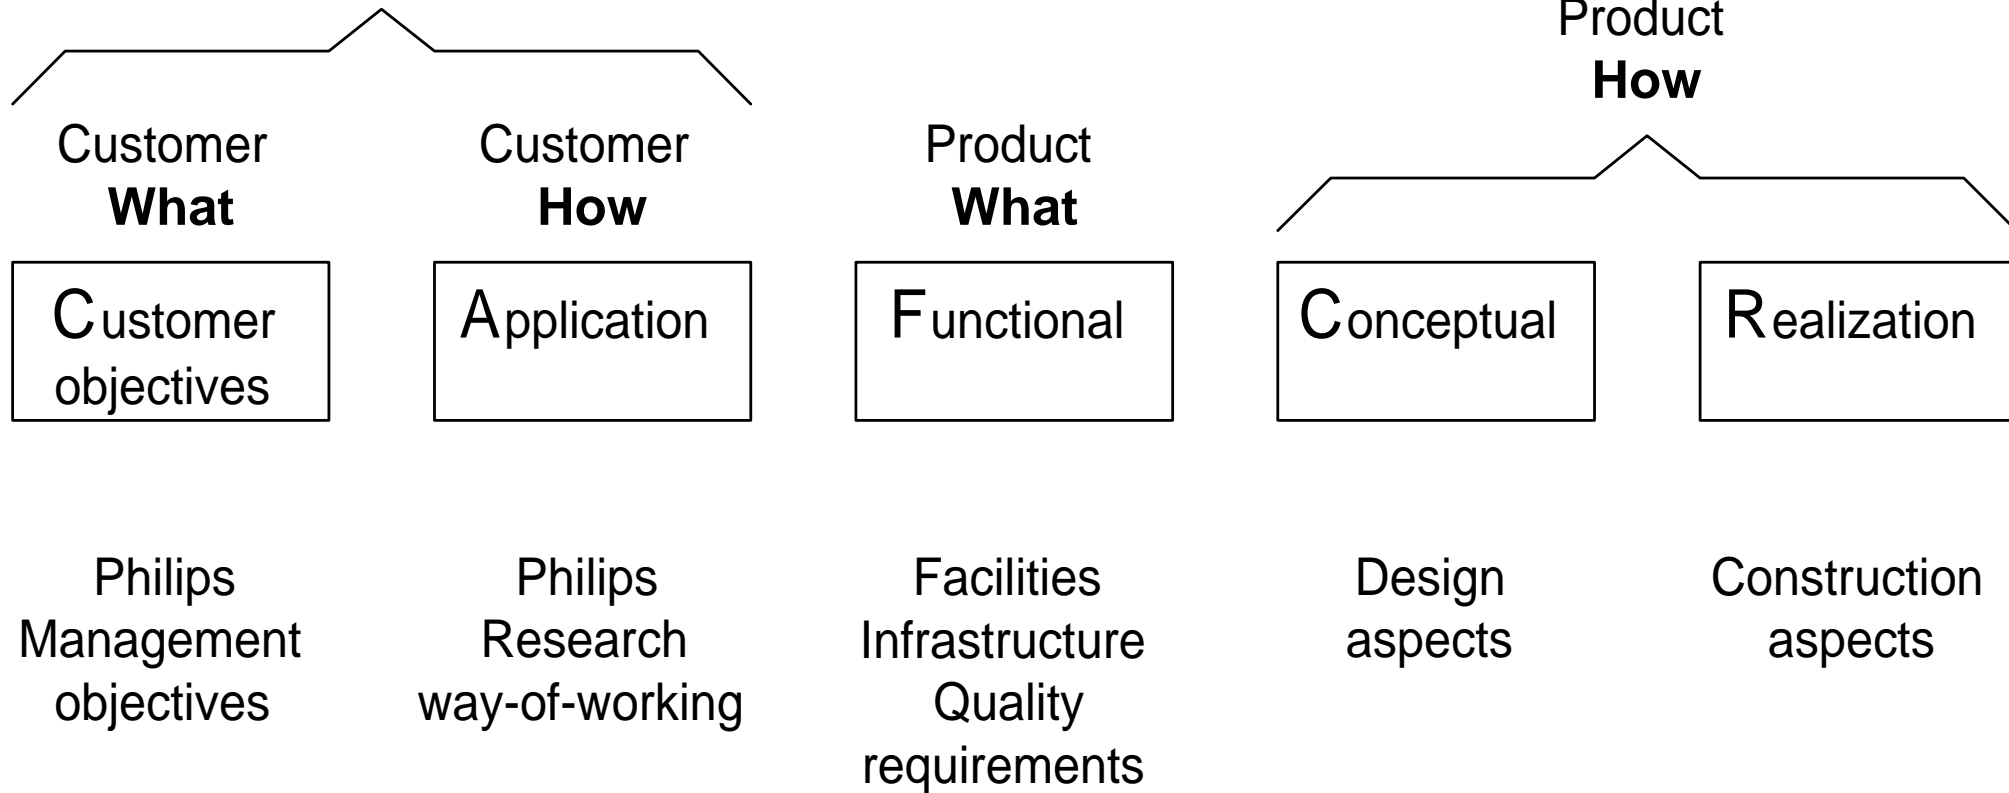 Product
How
Customer
What
Customer
How
Product
What
Customer
objectives
Application
Functional
Conceptual
Realization
Philips
Management
objectives
Philips
Research
way-of-working
Facilities
Infrastructure
Quality
requirements
Design
aspects
Construction
aspects